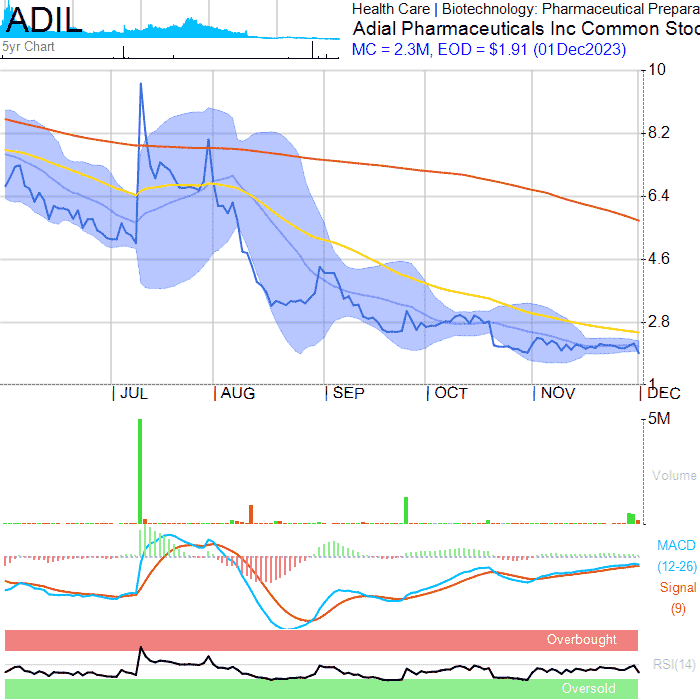 ADIL
Health Care | Biotechnology: Pharmaceutical Prepara
Adial Pharmaceuticals Inc Common Stoc
5yr Chart
MC = 2.3M, EOD = $1.91 (01Dec2023)
10
8.2
6.4
4.6
2.8
1
JUL AUG SEP OCT NOV DEC
5M
Volume
MACD
(12-26)
Signal
(9)
Overbought
RSI(14)
Oversold